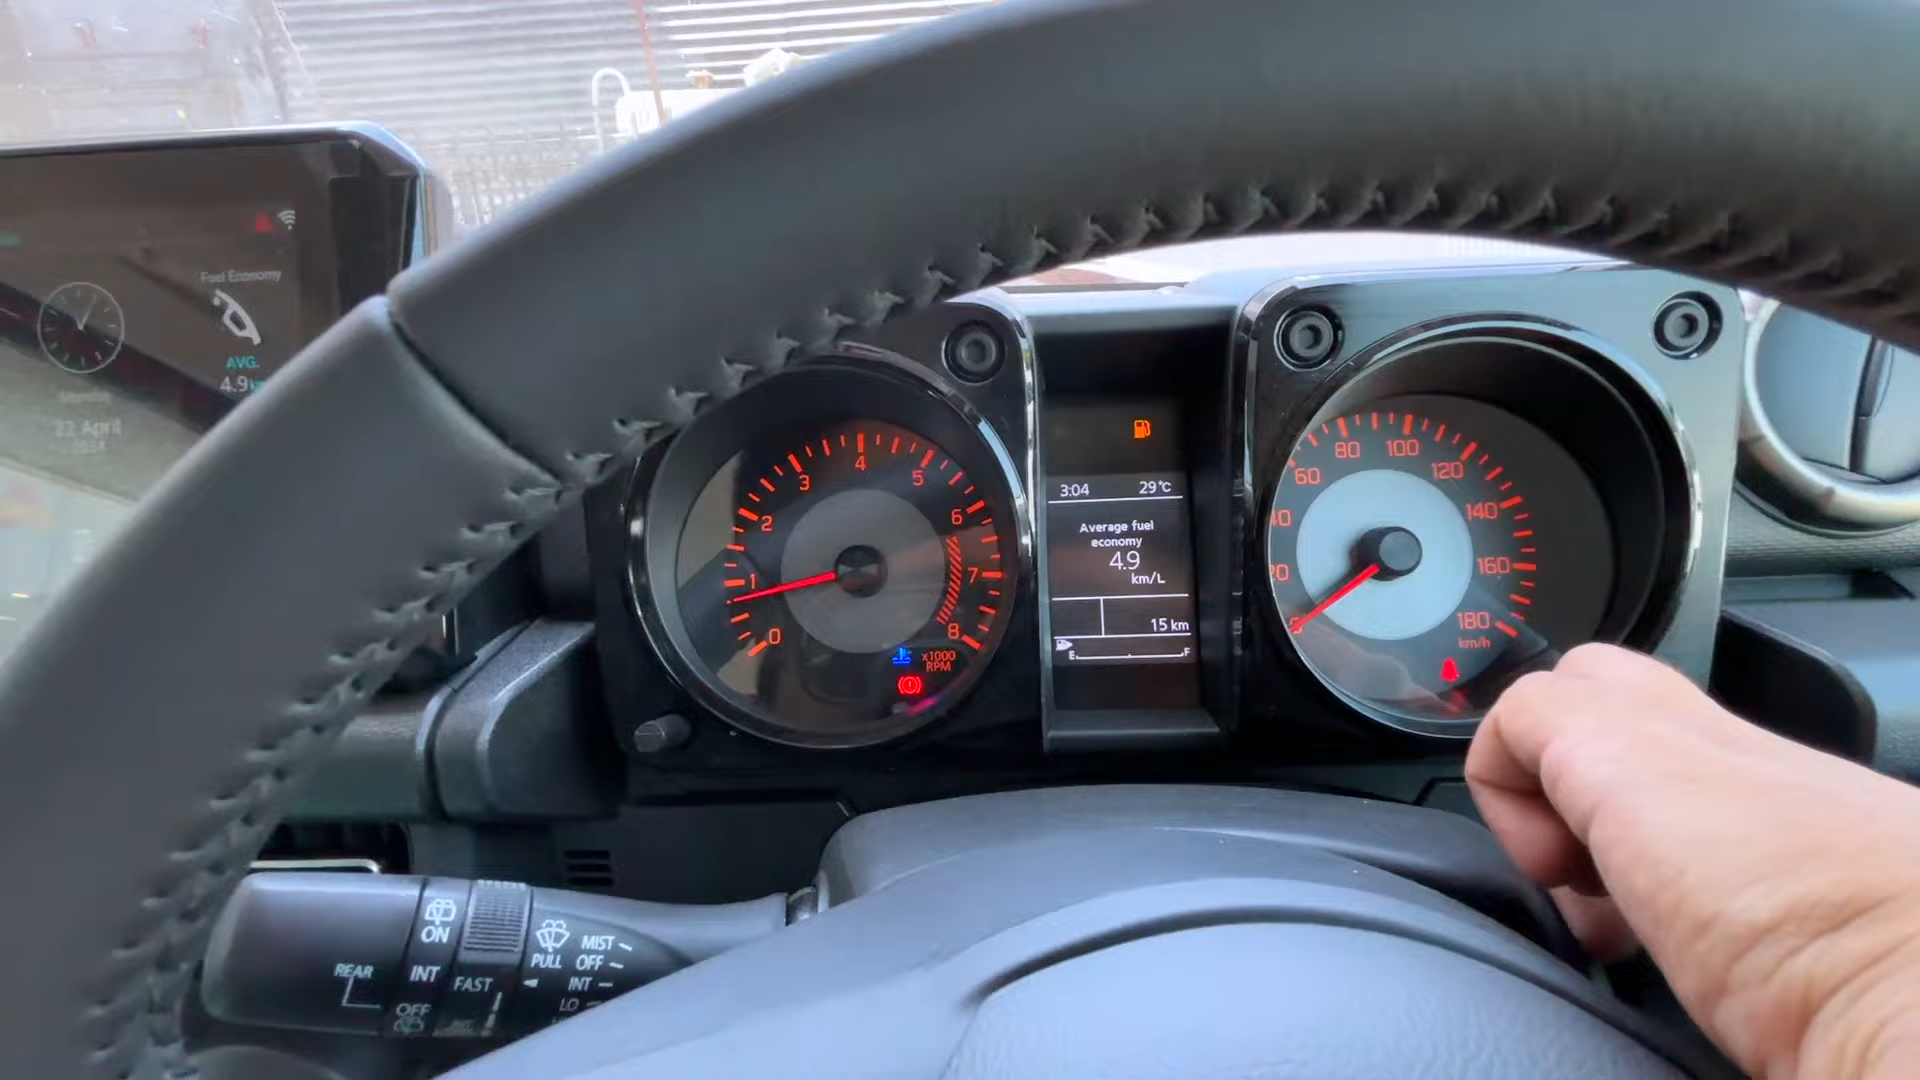 Fuel Economy
AVG.
4.9
22 April
0
1
2
3
4
5
6
7
8
x1000
RPM
3:04
29°C
Average fuel
economy
4.9
km/L
15 km
E
F
0
60
80
100
120
140
160
180
km/h
ON
REAR
INT
OFF
FAST
PULL
MIST
OFF
INT
LO